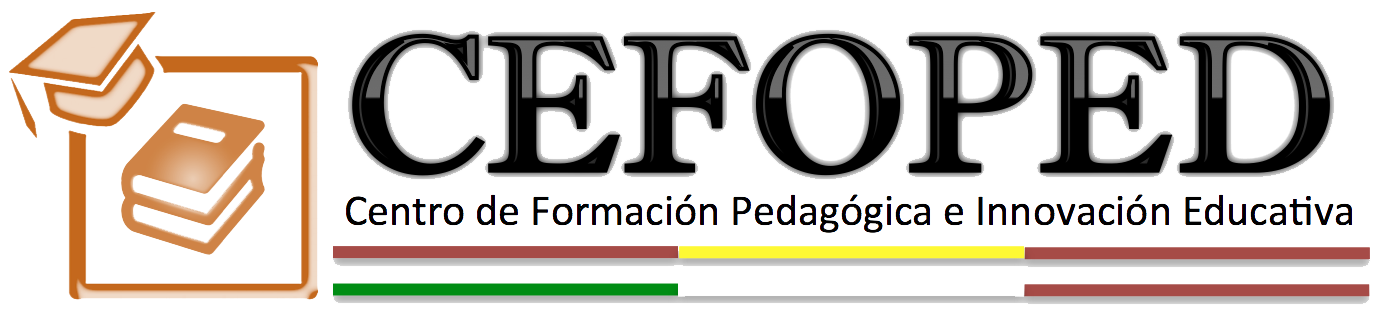 CEFOPED
Centro de Formación Pedagógica e Innovación Educativa